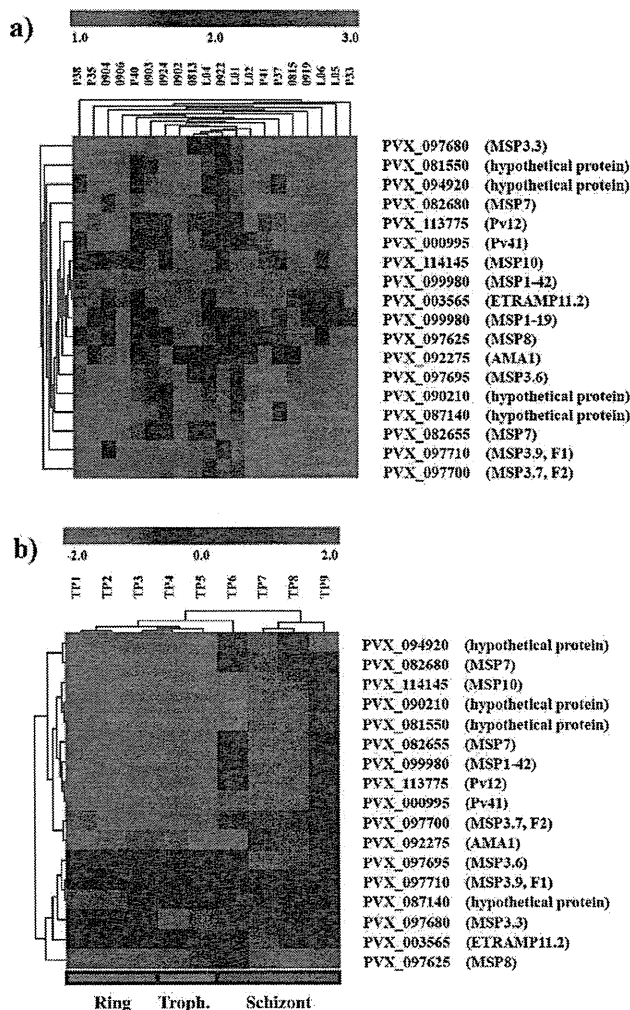 a)
1.0 2.0 3.0
P38 P35 0904 0906 P40 0903 0924 0902 0813 L04 0922 L01 L02 P41 P37 0815 0919 L06 L05 P33
PVX_097680 (MSP3.3)
PVX_081550 (hypothetical protein)
PVX_094920 (hypothetical protein)
PVX_082680 (MSP7)
PVX_113775 (Pv12)
PVX_000995 (Pv41)
PVX_114145 (MSP10)
PVX_099980 (MSP1-42)
PVX_003565 (ETRAMP11.2)
PVX_099980 (MSP1-19)
PVX_097625 (MSP8)
PVX_092275 (AMA1)
PVX_097695 (MSP3.6)
PVX_090210 (hypothetical protein)
PVX_087140 (hypothetical protein)
PVX_082655 (MSP7)
PVX_097710 (MSP3.9, F1)
PVX_097700 (MSP3.7, F2)
b)
-2.0 0.0 2.0
TP1 TP2 TP3 TP4 TP5 TP6 TP7 TP8 TP9
PVX_094920 (hypothetical protein)
PVX_082680 (MSP7)
PVX_114145 (MSP10)
PVX_090210 (hypothetical protein)
PVX_081550 (hypothetical protein)
PVX_082655 (MSP7)
PVX_099980 (MSP1-42)
PVX_113775 (Pv12)
PVX_000995 (Pv41)
PVX_097700 (MSP3.7, F2)
PVX_092275 (AMA1)
PVX_097695 (MSP3.6)
PVX_097710 (MSP3.9, F1)
PVX_087140 (hypothetical protein)
PVX_097680 (MSP3.3)
PVX_003565 (ETRAMP11.2)
PVX_097625 (MSP8)
Ring Troph. Schizont